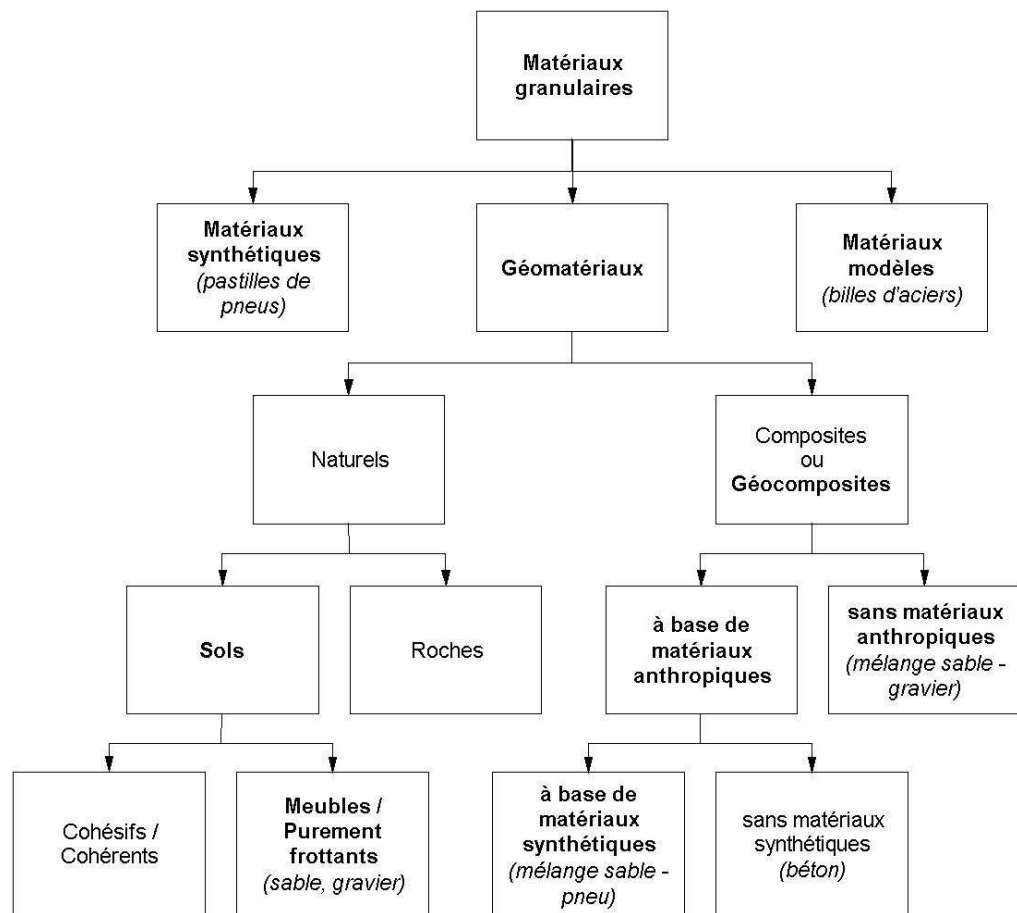 Matériaux
granulaires
Matériaux
synthétiques
(pastilles de
pneus)
Géomatériaux
Matériaux
modèles
(billes d'aciers)
Naturels
Composites
ou
Géocomposites
Sols
Roches
à base de
matériaux
anthropiques
sans matériaux
anthropiques
(mélange sable -
gravier)
Cohésifs /
Cohérents
Meubles /
Purement
frottants
(sable, gravier)
à base de
matériaux
synthétiques
(mélange sable -
pneu)
sans matériaux
synthétiques
(béton)